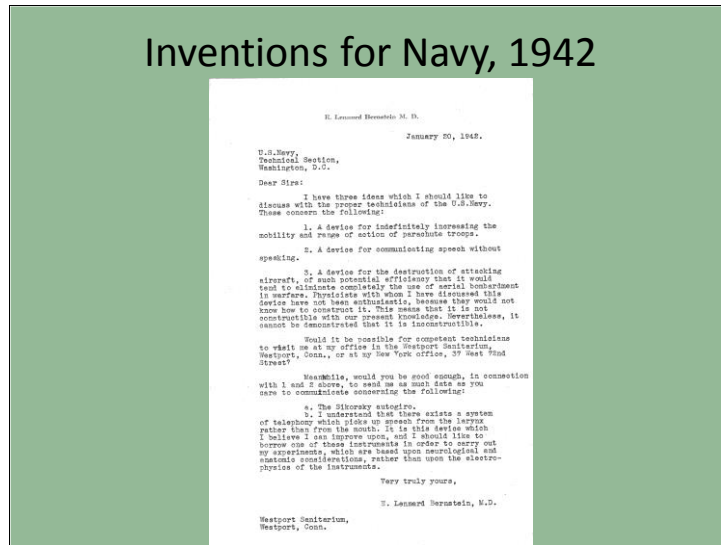 Inventions for Navy, 1942
E. Lennard Bernstein M. D.
January 20, 1942.
U.S.Navy,
Technical Section,
Washington, D.C.
Dear Sirs:
I have three ideas which I should like to
discuss with the proper technicians of the U.S.Navy.
These concern the following:
1. A device for indefinitely increasing the
mobility and range of action of parachute troops.
2. A device for communicating speech without
speaking.
3. A device for the destruction of attacking
aircraft, of such potential efficiency that it would
tend to eliminate completely the use of aerial bombardment
in warfare. Physicists with whom I have discussed this
device have not been enthusiastic, because they would not
know how to construct it. This means that it is not
constructible with our present knowledge. Nevertheless, it
cannot be demonstrated that it is inconstructible.
Would it be possible for competent technicians
to visit me at my office in the Westport Sanitarium,
Westport, Conn., or at my New York office, 37 West 72nd
Street?
Meanwhile, would you be good enough, in connection
with 1 and 2 above, to send me as much data as you
care to communicate concerning the following:
a. The Sikorsky autogiro.
b. I understand that there exists a system
of telephony which picks up speech from the larynx
rather than from the mouth. It is this device which
I believe I can improve upon, and I should like to
borrow one of these instruments in order to carry out
my experiments, which are based upon neurological and
anatomic considerations, rather than upon the electro-
physics of the instruments.
Very truly yours,
E. Lennard Bernstein, M.D.
Westport Sanitarium,
Westport, Conn.